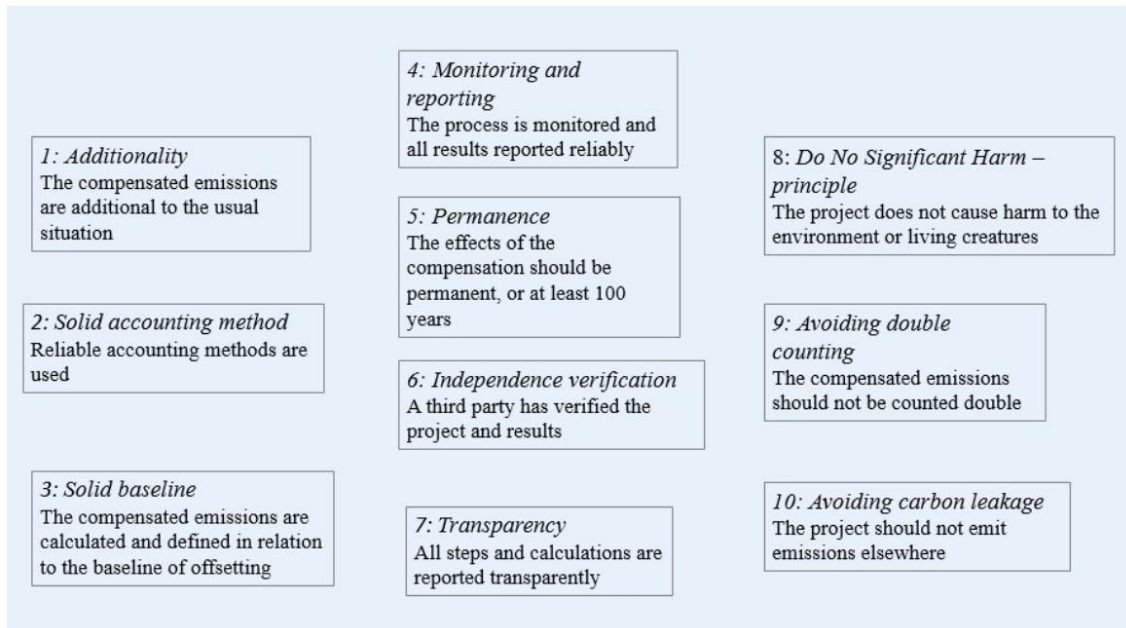 1: Additionality
The compensated emissions
are additional to the usual
situation
2: Solid accounting method
Reliable accounting methods are
used
3: Solid baseline
The compensated emissions are
calculated and defined in relation
to the baseline of offsetting
4: Monitoring and
reporting
The process is monitored and
all results reported reliably
5: Permanence
The effects of the
compensation should be
permanent, or at least 100
years
6: Independence verification
A third party has verified the
project and results
7: Transparency
All steps and calculations are
reported transparently
8: Do No Significant Harm –
principle
The project does not cause harm to the
environment or living creatures
9: Avoiding double
counting
The compensated emissions
should not be counted double
10: Avoiding carbon leakage
The project should not emit
emissions elsewhere